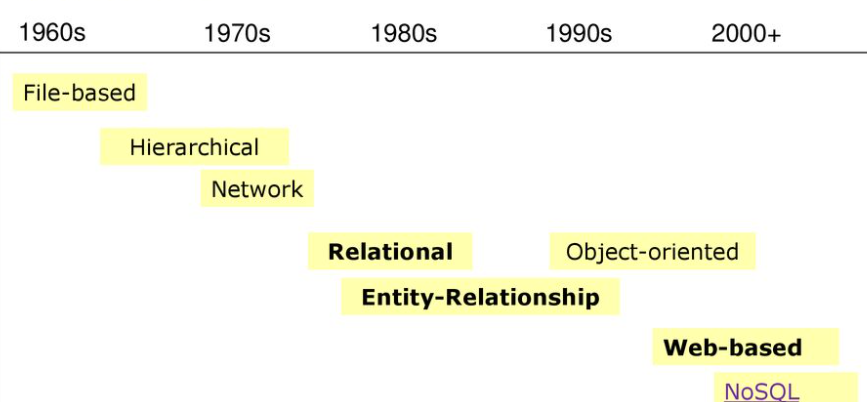 1960s 1970s 1980s 1990s 2000+
File-based
Hierarchical
Network
Relational Object-oriented
Entity-Relationship
Web-based
NoSQL